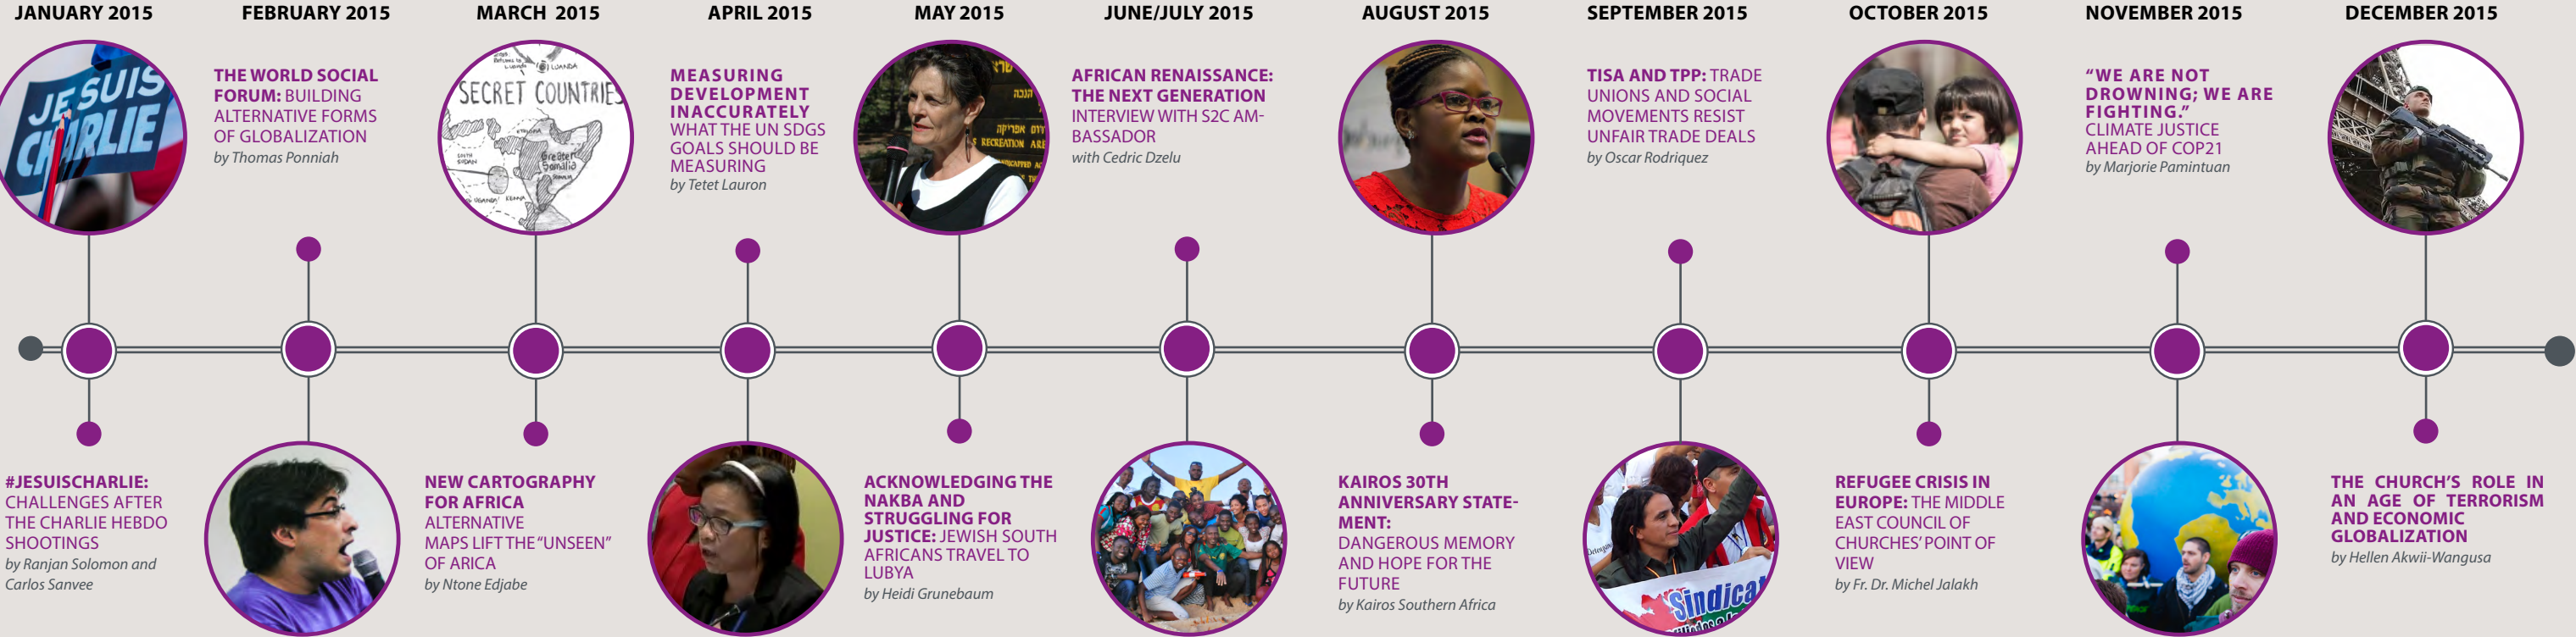 JANUARY 2015
FEBRUARY 2015
MARCH 2015
APRIL 2015
MAY 2015
JUNE/JULY 2015
AUGUST 2015
SEPTEMBER 2015
OCTOBER 2015
NOVEMBER 2015
DECEMBER 2015
JE SUIS
CHARLIE
THE WORLD SOCIAL
FORUM: BUILDING
ALTERNATIVE FORMS
OF GLOBALIZATION
by Thomas Ponniah
LUANDA
SECRET COUNTRIES
Greater
Somalia
KENYA
MEASURING
DEVELOPMENT
INACCURATELY
WHAT THE UN SDGS
GOALS SHOULD BE
MEASURING
by Tetet Lauron
הנכה
אפריקה
RECREATION
AFRICAN RENAISSANCE:
THE NEXT GENERATION
INTERVIEW WITH S2C AM-
BASSADOR
with Cedric Dzelu
TISA AND TPP: TRADE
UNIONS AND SOCIAL
MOVEMENTS RESIST
UNFAIR TRADE DEALS
by Oscar Rodriquez
“WE ARE NOT
DROWNING; WE ARE
FIGHTING.”
CLIMATE JUSTICE
AHEAD OF COP21
by Marjorie Pamintuan
#JESUISCHARLIE:
CHALLENGES AFTER
THE CHARLIE HEBDO
SHOOTINGS
by Ranjan Solomon and
Carlos Sanvee
NEW CARTOGRAPHY
FOR AFRICA
ALTERNATIVE
MAPS LIFT THE “UNSEEN”
OF ARICA
by Ntone Edjabe
ACKNOWLEDGING THE
NAKBA AND
STRUGGLING FOR
JUSTICE: JEWISH SOUTH
AFRICANS TRAVEL TO
LUBYA
by Heidi Grunebaum
KAIROS 30TH
ANNIVERSARY STATE-
MENT:
DANGEROUS MEMORY
AND HOPE FOR THE
FUTURE
by Kairos Southern Africa
Sindica
REFUGEE CRISIS IN
EUROPE: THE MIDDLE
EAST COUNCIL OF
CHURCHES’ POINT OF
VIEW
by Fr. Dr. Michel Jalakh
THE CHURCH’S ROLE IN
AN AGE OF TERRORISM
AND ECONOMIC
GLOBALIZATION
by Hellen Akwii-Wangusa